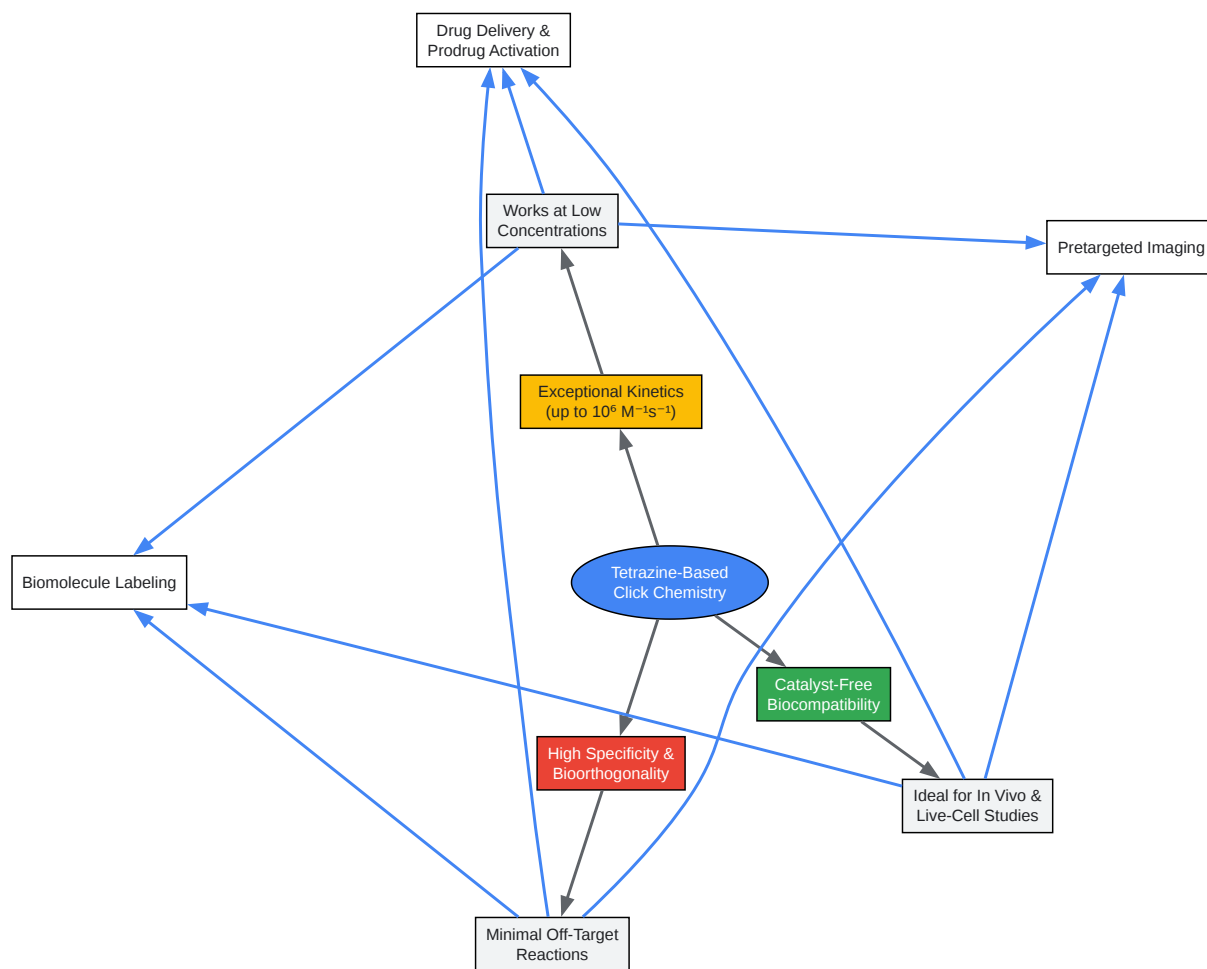 Drug Delivery &
Prodrug Activation
Works at Low
Concentrations
Pretargeted Imaging
Exceptional Kinetics
(up to 10⁶ M⁻¹s⁻¹)
Biomolecule Labeling
Tetrazine-Based
Click Chemistry
Catalyst-Free
Biocompatibility
High Specificity &
Bioorthogonality
Ideal for In Vivo &
Live-Cell Studies
Minimal Off-Target
Reactions